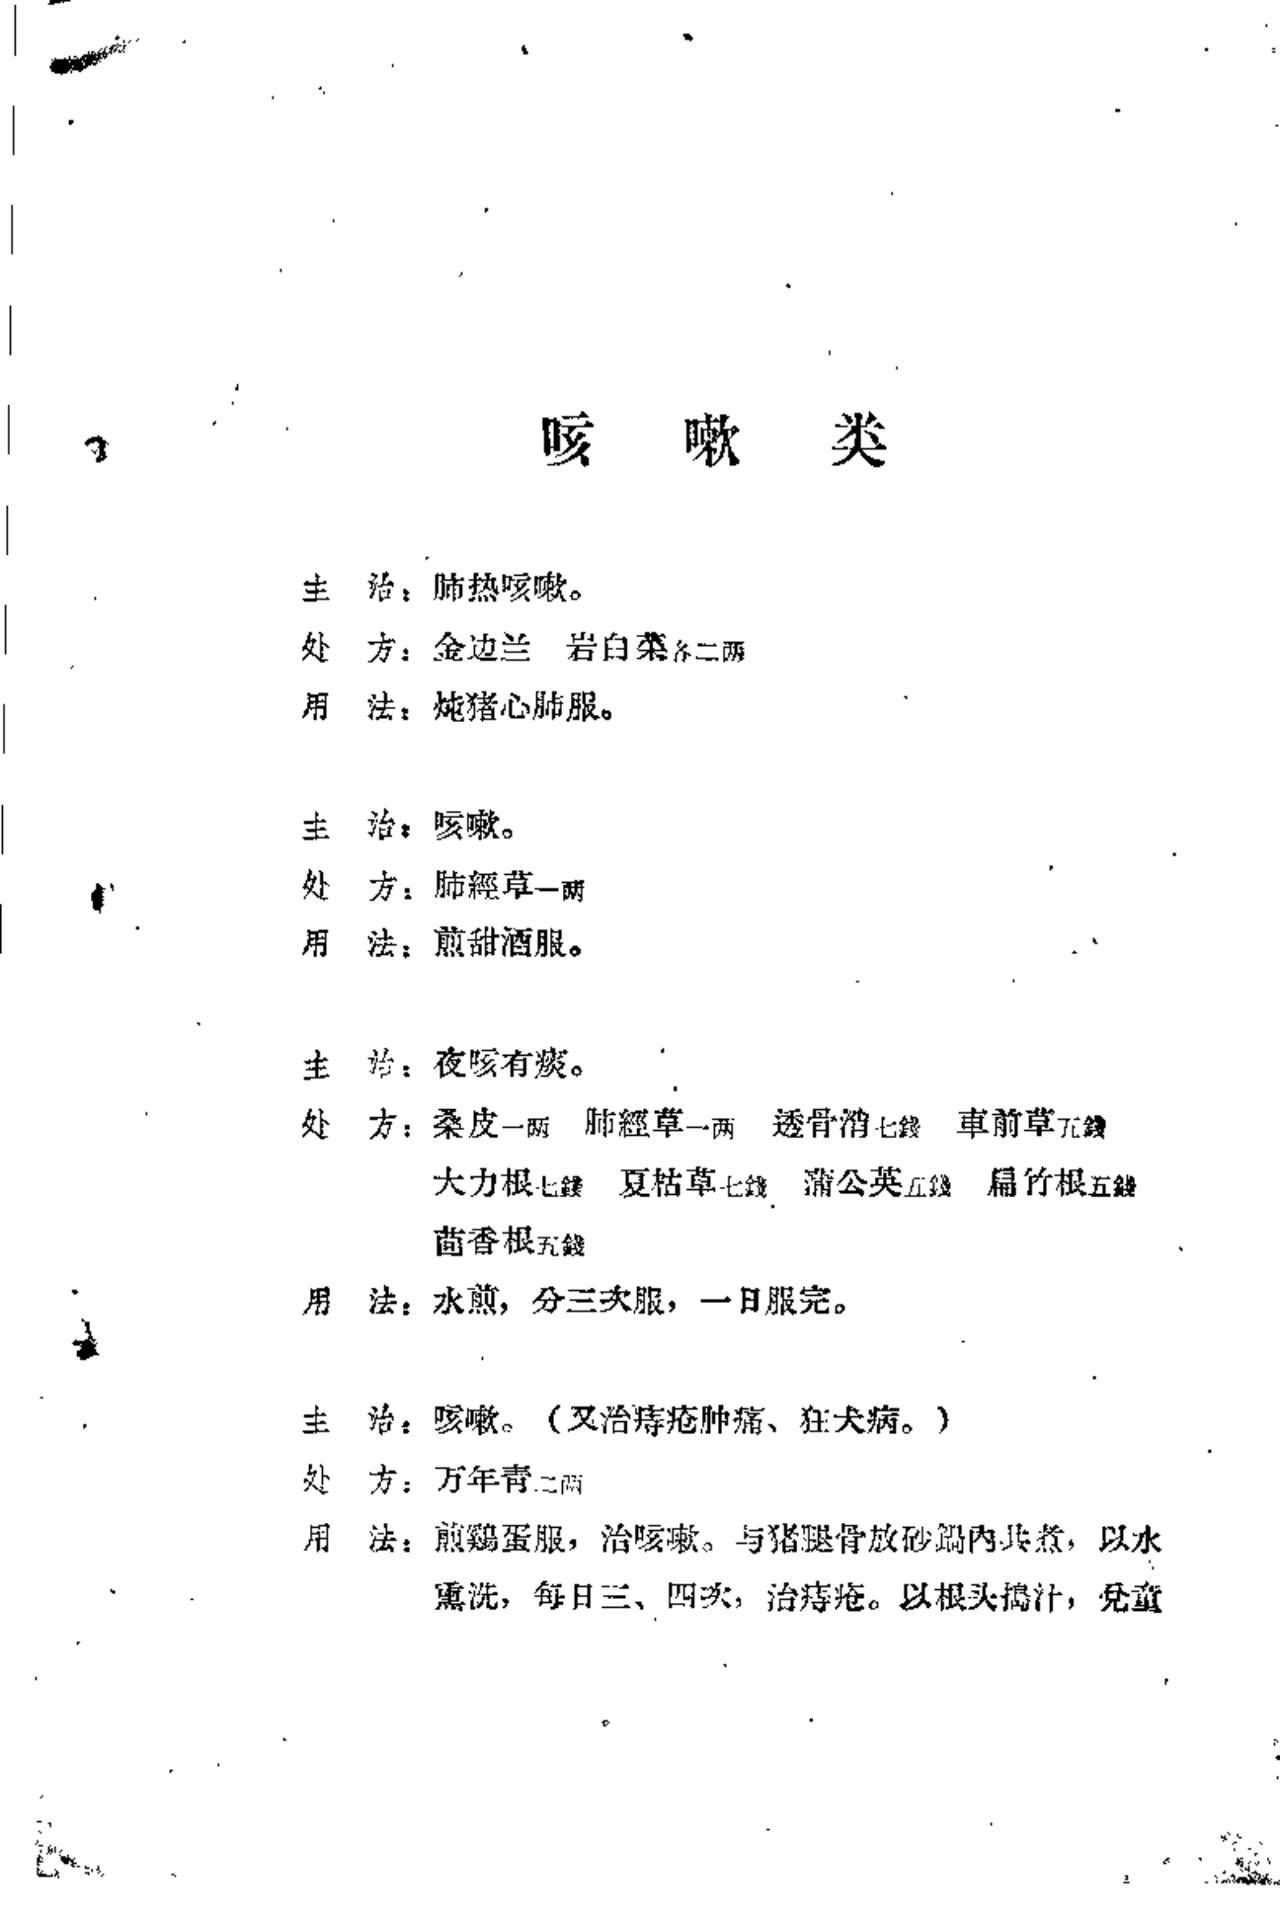 咳嗽类
主 治：肺热咳嗽。
处 方：金边兰 岩白菜各二两
用 法：炖猪心肺服。
主 治：咳嗽。
处 方：肺經草一两
用 法：煎甜酒服。
主 治：夜咳有痰。
处 方：桑皮一两 肺經草一两 透骨消七錢 車前草五錢
大力根七錢 夏枯草七錢 蒲公英五錢 扁竹根五錢
茴香根五錢
用 法：水煎，分三次服，一日服完。
主 治：咳嗽。（又治痔疮肿痛、狂犬病。）
处 方：万年青二两
用 法：煎鷄蛋服，治咳嗽。与猪腿骨放砂鍋內共煮，以水
熏洗，每日三、四次，治痔疮。以根头搗汁，兌童